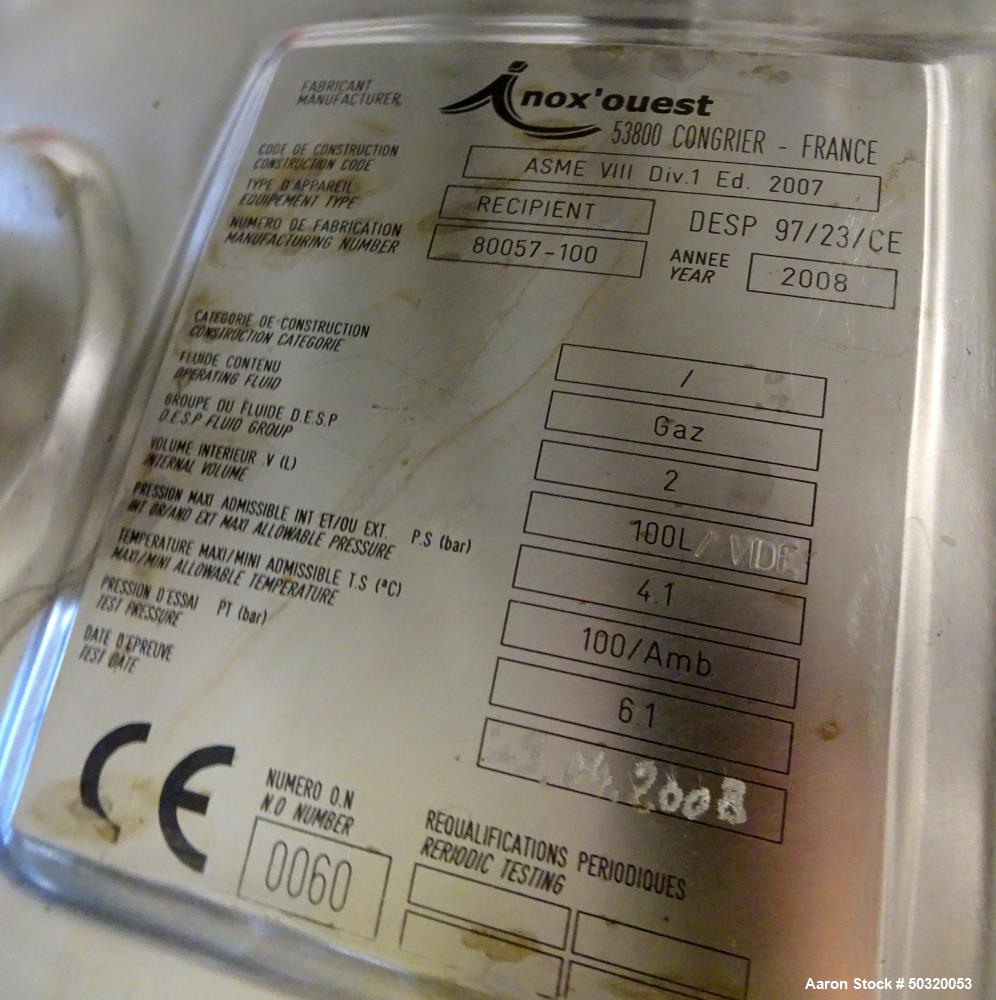 FABRICANT
MANUFACTURER
inox'ouest
53800 CONGRIER - FRANCE
CODE DE CONSTRUCTION
CONSTRUCTION CODE
ASME VIII Div.1 Ed. 2007
TYPE D'APPAREIL
EQUIPEMENT TYPE
RECIPIENT
DESP 97/23/CE
NUMERO DE FABRICATION
MANUFACTURING NUMBER
80057-100
ANNEE
YEAR
2008
CATEGORIE DE CONSTRUCTION
CONSTRUCTION CATEGORIE
/
FLUIDE CONTENU
OPERATING FLUID
Gaz
GROUPE DU FLUIDE D.E.S.P
D.E.S.P FLUID GROUP
2
VOLUME INTERIEUR V (L)
INTERNAL VOLUME
100L / VIDE
PRESSION MAXI ADMISSIBLE INT ET/OU EXT. P.S (bar)
INT OR/AND EXT MAXI ALLOWABLE PRESSURE
4.1
TEMPERATURE MAXI/MINI ADMISSIBLE T.S (°C)
MAXI/MINI ALLOWABLE TEMPERATURE
100/Amb
PRESSION D'ESSAI PT (bar)
TEST PRESSURE
6.1
DATE D'EPREUVE
TEST DATE
.04.2008
CE
NUMERO O.N
N.O NUMBER
0060
REQUALIFICATIONS PERIODIQUES
RERIODIC TESTING
Aaron Stock # 50320053